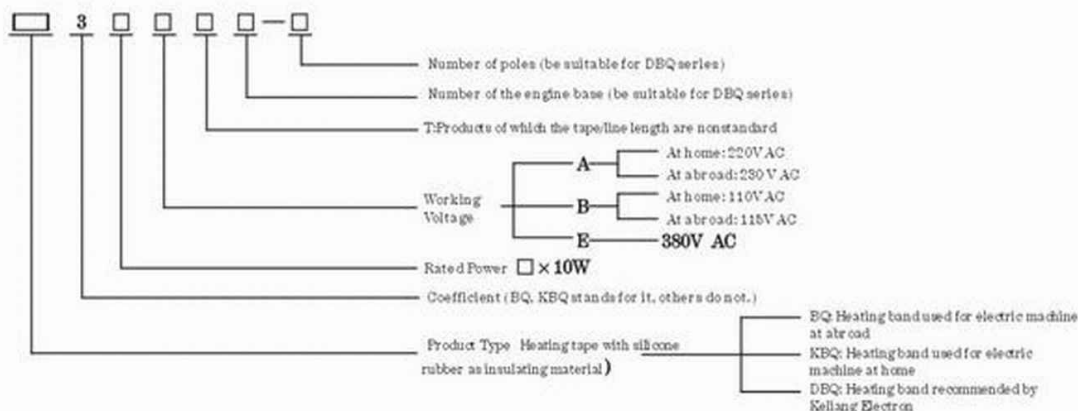 3 —
Number of poles (be suitable for DBQ series)
Number of the engine base (be suitable for DBQ series)
T:Products of which the tape/line length are nonstandard
At home: 220V AC
A
At abroad: 230 V AC
Working
Voltage
At home: 110V AC
B
At abroad: 115V AC
E
380V AC
Rated Power □ × 10W
Coefficient (BQ, KBQ stands for it, others do not.)
BQ: Heating band used for electric machine
at abroad
Product Type Heating tape with silicone
rubber as insulating material)
KBQ: Heating band used for electric
machine at home
DBQ: Heating band recommended by
Keliang Electron